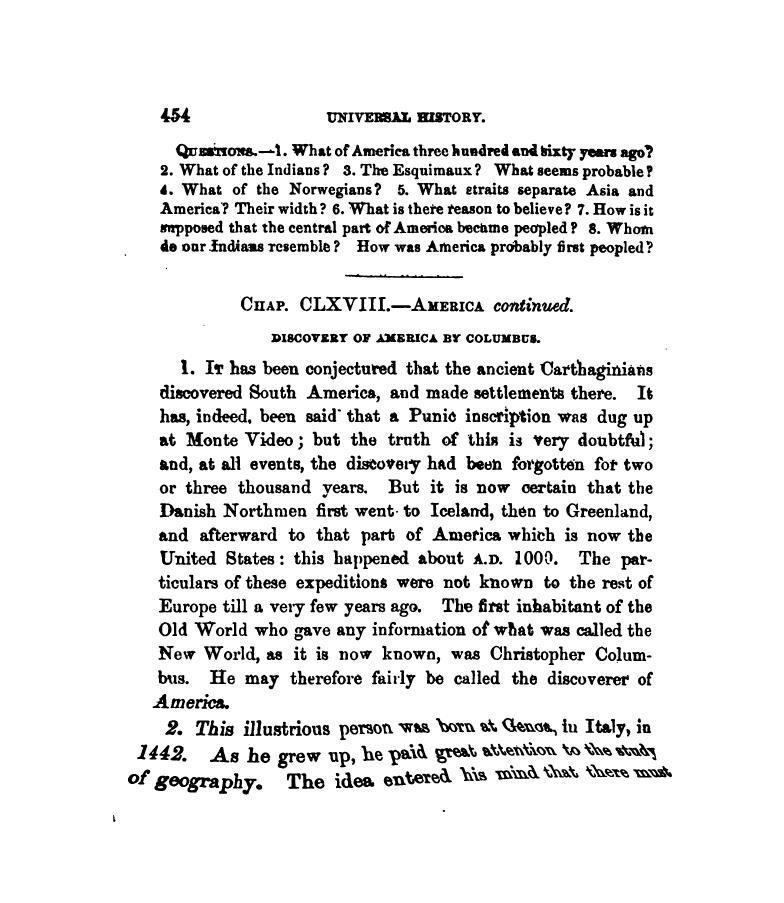 454 UNIVERSAL HISTORY.
QUESTIONS.—1. What of America three hundred and sixty years ago?
2. What of the Indians? 3. The Esquimaux? What seems probable?
4. What of the Norwegians? 5. What straits separate Asia and
America? Their width? 6. What is there reason to believe? 7. How is it
supposed that the central part of America became peopled? 8. Whom
do our Indians resemble? How was America probably first peopled?
CHAP. CLXVIII.—AMERICA continued.
DISCOVERY OF AMERICA BY COLUMBUS.
1. IT has been conjectured that the ancient Carthaginians
discovered South America, and made settlements there. It
has, indeed, been said that a Punic inscription was dug up
at Monte Video; but the truth of this is very doubtful;
and, at all events, the discovery had been forgotten for two
or three thousand years. But it is now certain that the
Danish Northmen first went to Iceland, then to Greenland,
and afterward to that part of America which is now the
United States: this happened about A.D. 1000. The par-
ticulars of these expeditions were not known to the rest of
Europe till a very few years ago. The first inhabitant of the
Old World who gave any information of what was called the
New World, as it is now known, was Christopher Colum-
bus. He may therefore fairly be called the discoverer of
America.
2. This illustrious person was born at Genoa, in Italy, in
1442. As he grew up, he paid great attention to the study
of geography. The idea entered his mind that there must